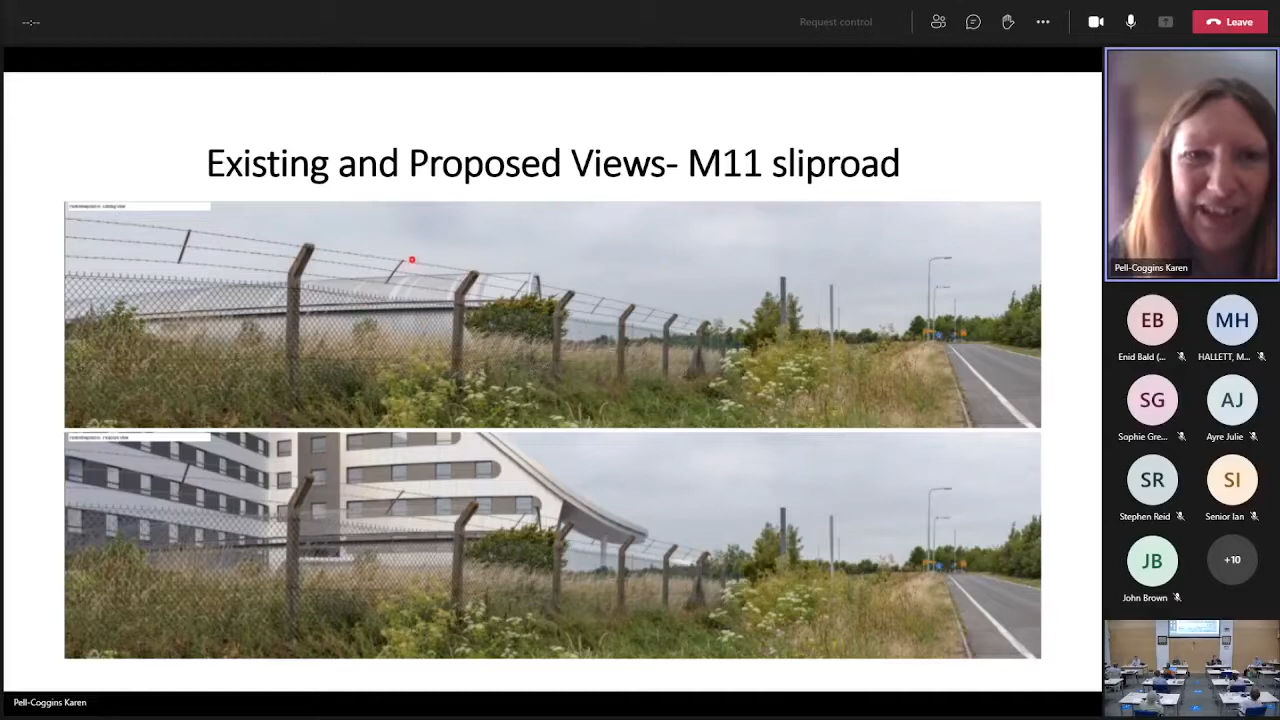 --:--
Request control
Leave
Existing and Proposed Views- M11 sliproad
Pell-Coggins Karen
EB
MH
Enid Bald (...
HALLETT, M...
SG
AJ
Sophie Gre...
Ayre Julie
SR
SI
Stephen Reid
Senior Ian
JB
+10
John Brown
Pell-Coggins Karen